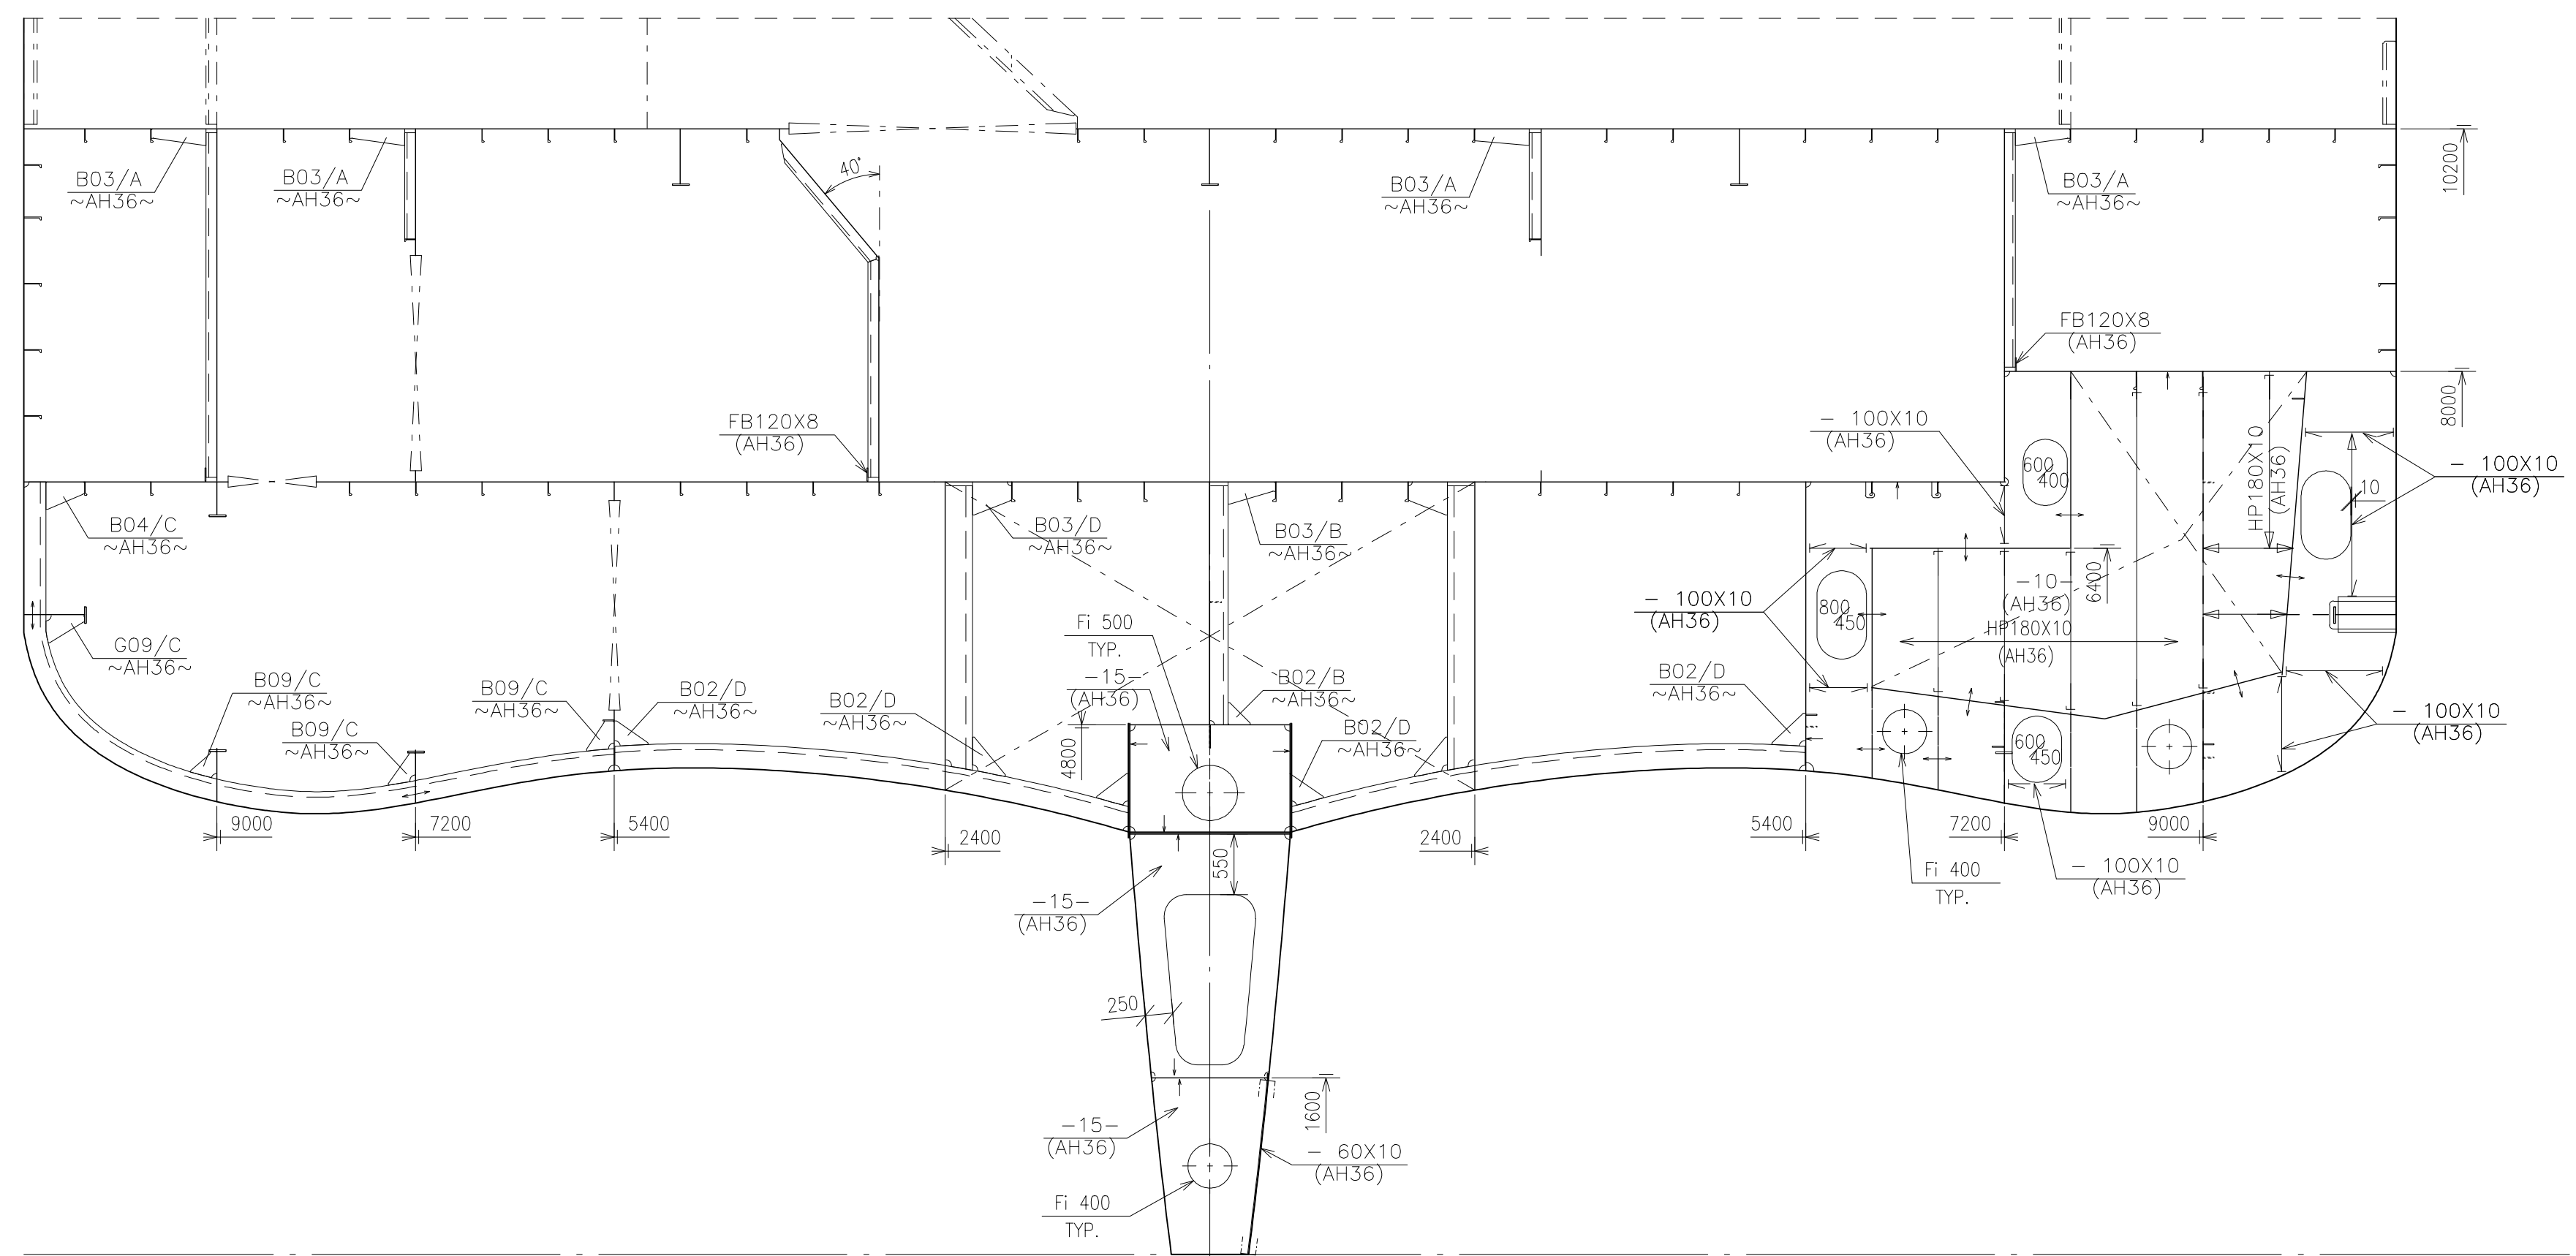 40°
10200
B03/A
~AH36~
B03/A
~AH36~
B03/A
~AH36~
B03/A
~AH36~
FB120X8
(AH36)
8000
FB120X8
(AH36)
- 100X10
(AH36)
600
400
HP180X10
(AH36)
- 100X10
(AH36)
10
B04/C
~AH36~
B03/D
~AH36~
B03/B
~AH36~
6400
-10-
(AH36)
- 100X10
(AH36)
800
450
HP180X10
(AH36)
Fi 500
TYP.
-15-
(AH36)
G09/C
~AH36~
B09/C
~AH36~
B09/C
~AH36~
B02/D
~AH36~
B02/D
~AH36~
B02/B
~AH36~
B02/D
~AH36~
B02/D
~AH36~
- 100X10
(AH36)
B09/C
~AH36~
4800
600
450
9000
7200
5400
2400
2400
5400
7200
9000
550
Fi 400
TYP.
- 100X10
(AH36)
-15-
(AH36)
250
1600
-15-
(AH36)
- 60X10
(AH36)
Fi 400
TYP.